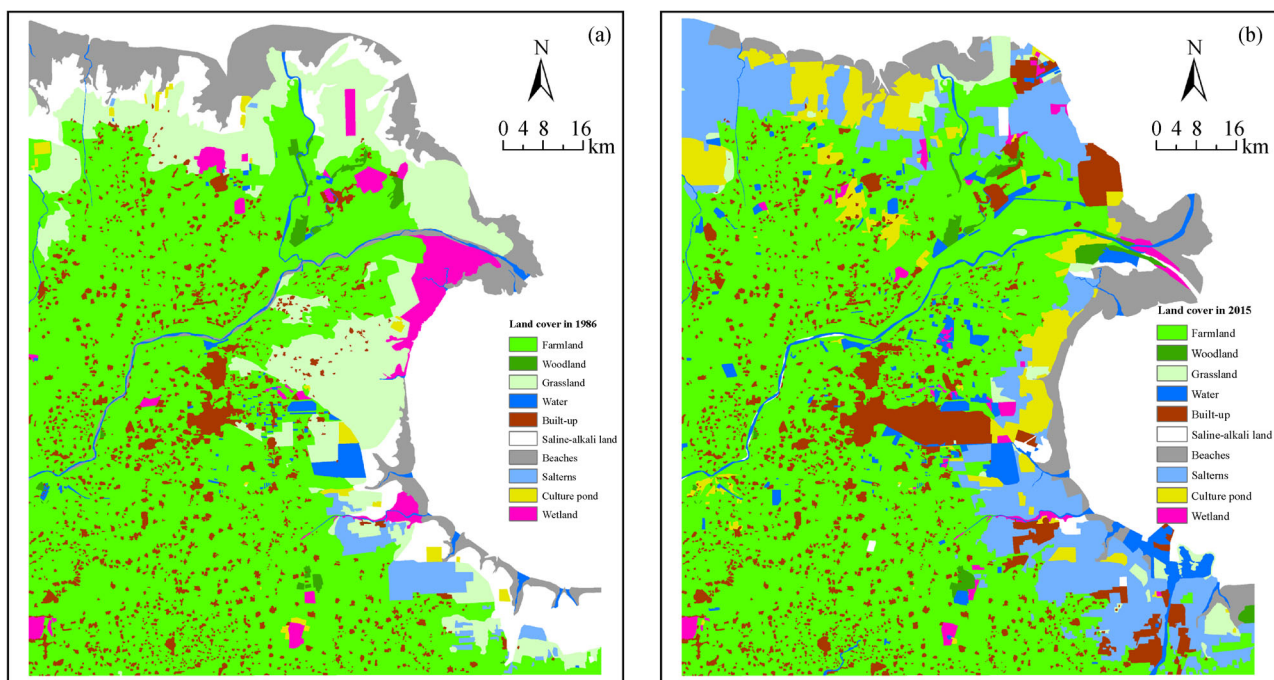 (a)
N
0 4 8 16
km
Land cover in 1986
Farmland
Woodland
Grassland
Water
Built-up
Saline-alkali land
Beaches
Salterns
Culture pond
Wetland
(b)
N
0 4 8 16
km
Land cover in 2015
Farmland
Woodland
Grassland
Water
Built-up
Saline-alkali land
Beaches
Salterns
Culture pond
Wetland